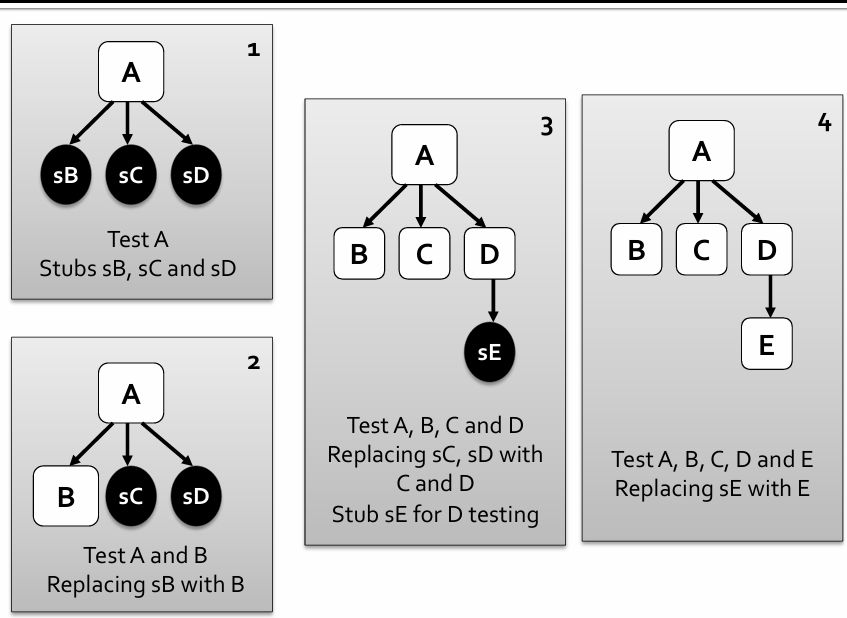 1
A
sB sC sD
Test A
Stubs sB, sC and sD
2
A
B sC sD
Test A and B
Replacing sB with B
3
A
B C D
sE
Test A, B, C and D
Replacing sC, sD with
C and D
Stub sE for D testing
4
A
B C D
E
Test A, B, C, D and E
Replacing sE with E